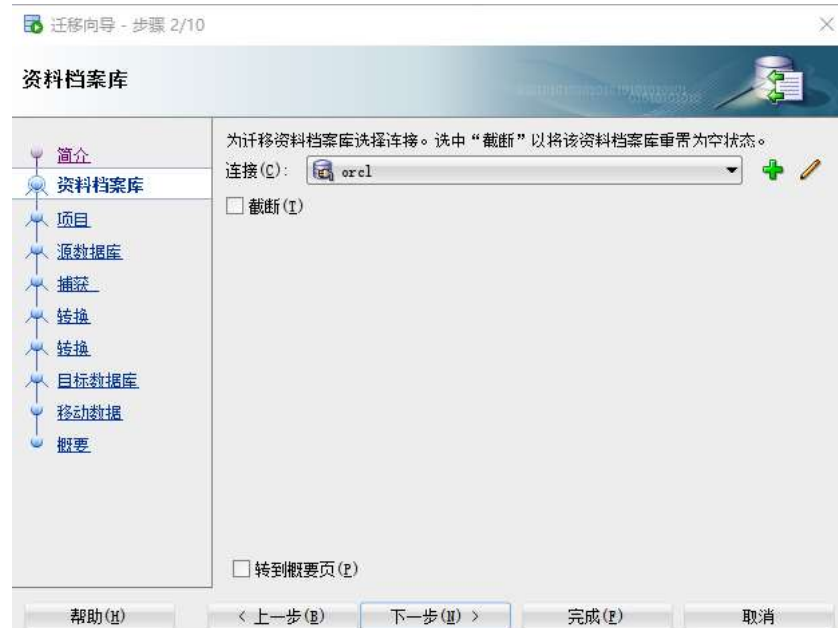 迁移向导 - 步骤 2/10
资料档案库
简介
资料档案库
项目
源数据库
捕获
转换
转换
目标数据库
移动数据
概要
为迁移资料档案库选择连接。选中“截断”以将该资料档案库重置为空状态。
连接(C): orcl
截断(T)
转到概要页(P)
帮助(H) < 上一步(B) 下一步(N) > 完成(F) 取消